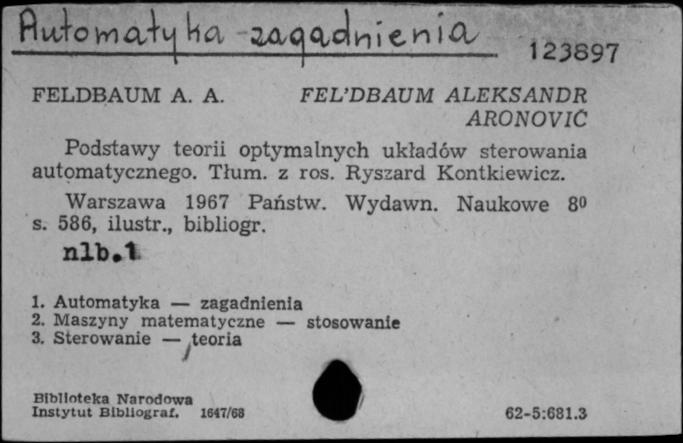 Automatyka - zagadnienia
123897
FELDBAUM A. A. FEL'DBAUM ALEKSANDR
ARONOVIČ
Podstawy teorii optymalnych układów sterowania
automatycznego. Tłum. z ros. Ryszard Kontkiewicz.
Warszawa 1967 Państw. Wydawn. Naukowe 8⁰
s. 586, ilustr., bibliogr.
nlb.1
1. Automatyka — zagadnienia
2. Maszyny matematyczne — stosowanie
3. Sterowanie — teoria
Biblioteka Narodowa
Instytut Bibliograf. 1647/68
62-5:681.3